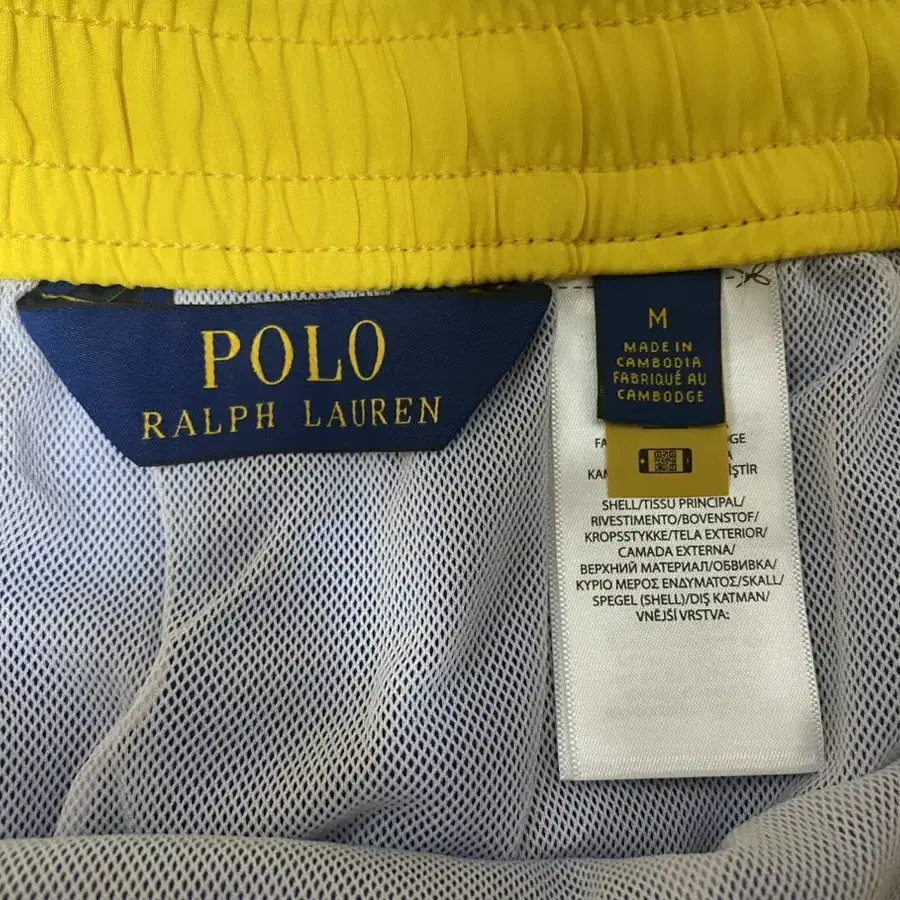 POLO
RALPH LAUREN
M
MADE IN
CAMBODIA
FABRIQUÉ AU
CAMBODGE
SHELL/TISSU PRINCIPAL/
RIVESTIMENTO/BOVENSTOF/
KROPSSTYKKE/TELA EXTERIOR/
CAMADA EXTERNA/
ВЕРХНИЙ МАТЕРИАЛ/ОБВИВКА/
ΚΥΡΙΟ ΜΕΡΟΣ ΕΝΔΥΜΑΤΟΣ/SKALL/
SPEGEL (SHELL)/DIŞ KATMAN/
VNĚJŠÍ VRSTVA: